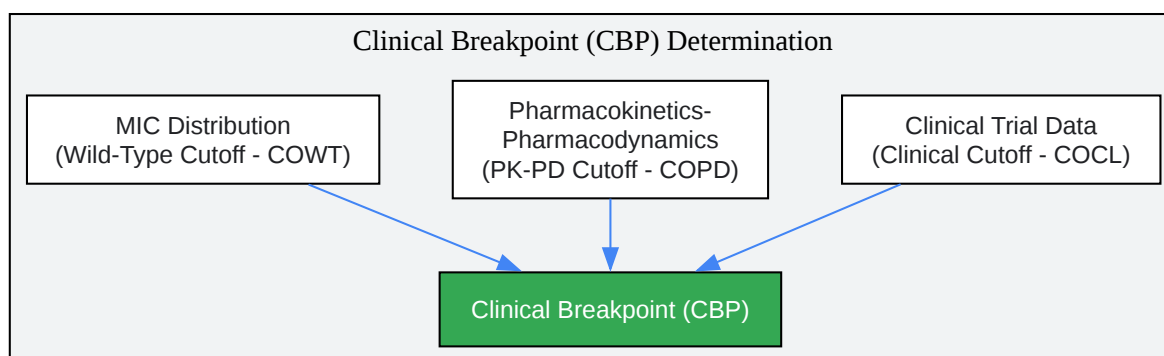 Clinical Breakpoint (CBP) Determination
MIC Distribution
(Wild-Type Cutoff - COWT)
Pharmacokinetics-
Pharmacodynamics
(PK-PD Cutoff - COPD)
Clinical Trial Data
(Clinical Cutoff - COCL)
Clinical Breakpoint (CBP)